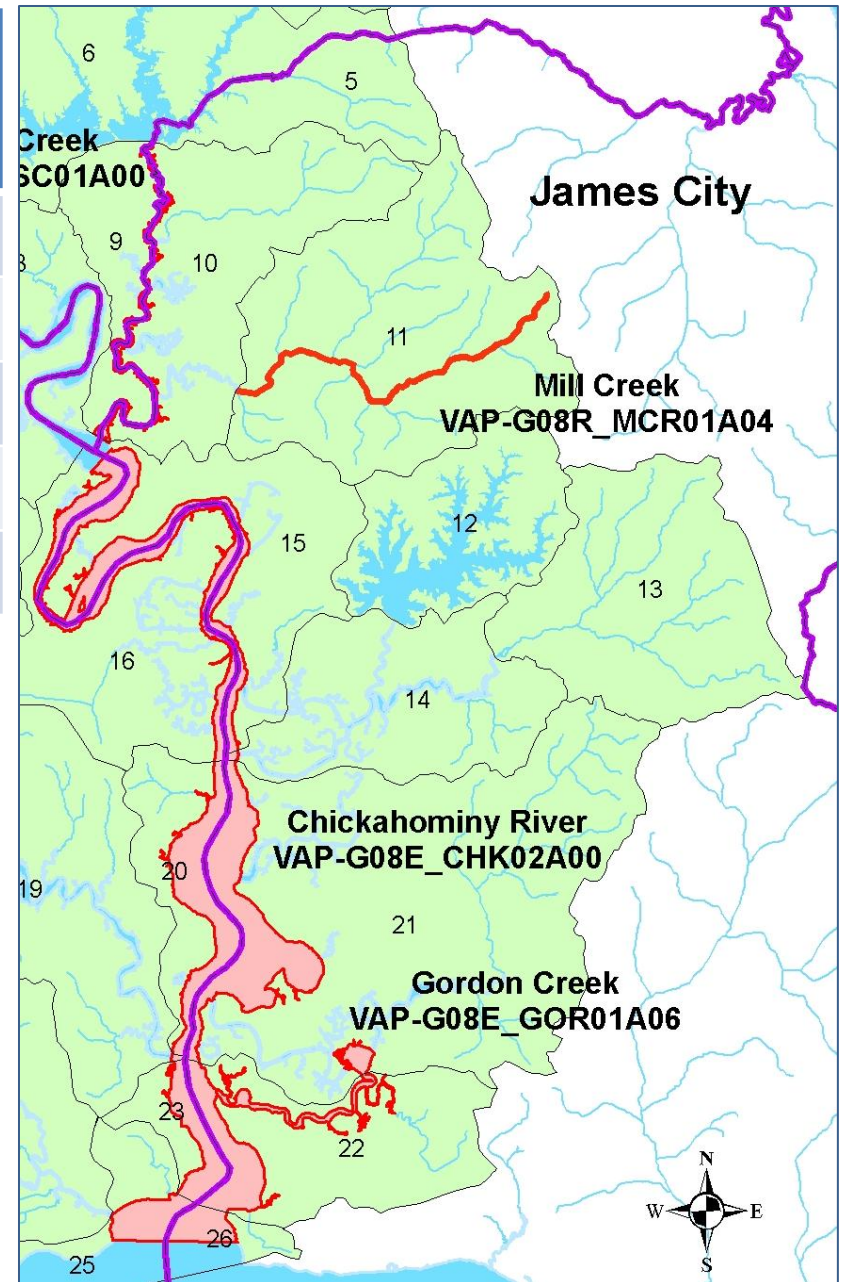 6
5
Creek
SC01A00
James City
9
10
11
Mill Creek
VAP-G08R_MCR01A04
12
15
13
16
14
Chickahominy River
VAP-G08E_CHK02A00
20
19
21
Gordon Creek
VAP-G08E_GOR01A06
23
22
N
W
E
S
26
25